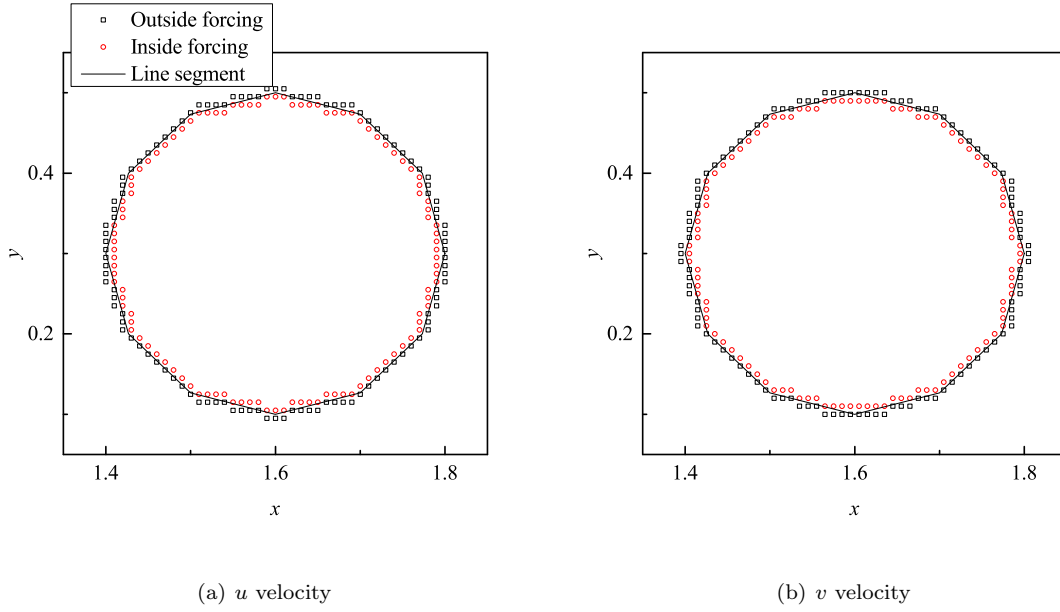 Outside forcing
Inside forcing
Line segment
0.4
0.2
y
1.4
1.6
1.8
x
(a) u velocity
0.4
0.2
y
1.4
1.6
1.8
x
(b) v velocity